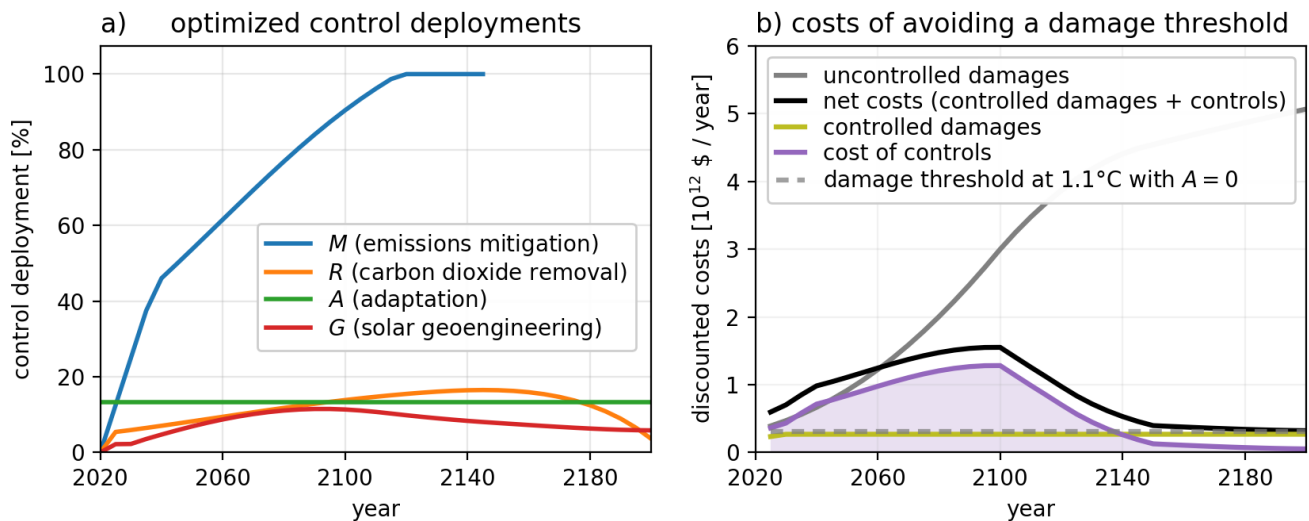 a) optimized control deployments
control deployment [%]
100
80
60
40
20
0
M (emissions mitigation)
R (carbon dioxide removal)
A (adaptation)
G (solar geoengineering)
2020 2060 2100 2140 2180
year
b) costs of avoiding a damage threshold
discounted costs [10¹² $ / year]
6
5
4
3
2
1
0
uncontrolled damages
net costs (controlled damages + controls)
controlled damages
cost of controls
damage threshold at 1.1°C with A = 0
2020 2060 2100 2140 2180
year